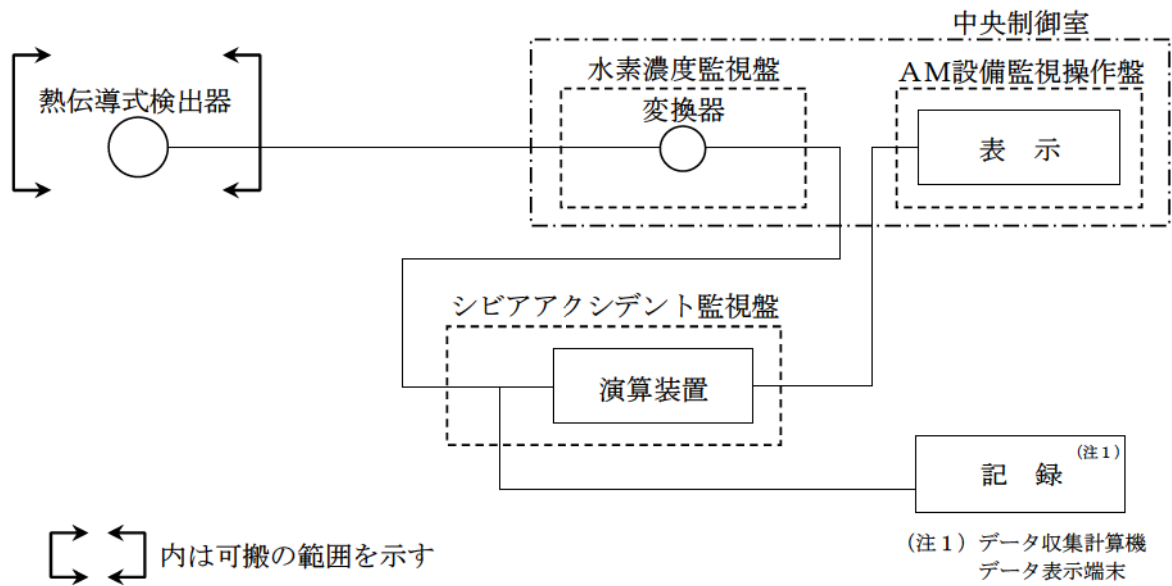 中央制御室
水素濃度監視盤
AM設備監視操作盤
熱伝導式検出器
変換器
表 示
シビアアクシデント監視盤
演算装置
記 録 (注1)
内は可搬の範囲を示す
(注1) データ収集計算機
データ表示端末